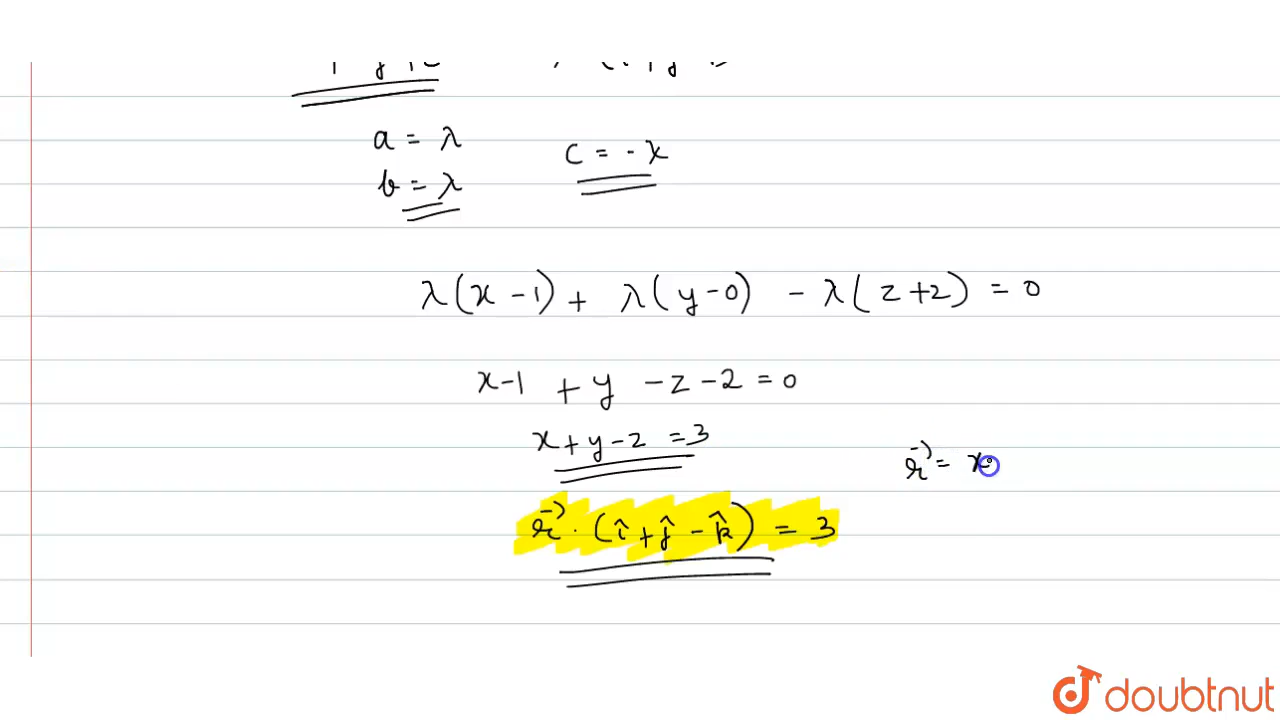 a = λ
c = -λ
b = λ
λ(x - 1) + λ(y - 0) - λ(z + 2) = 0
x - 1 + y - z - 2 = 0
x + y - z = 3
r⃗ = x
r⃗ · (î + ĵ - k̂) = 3
doubtnut